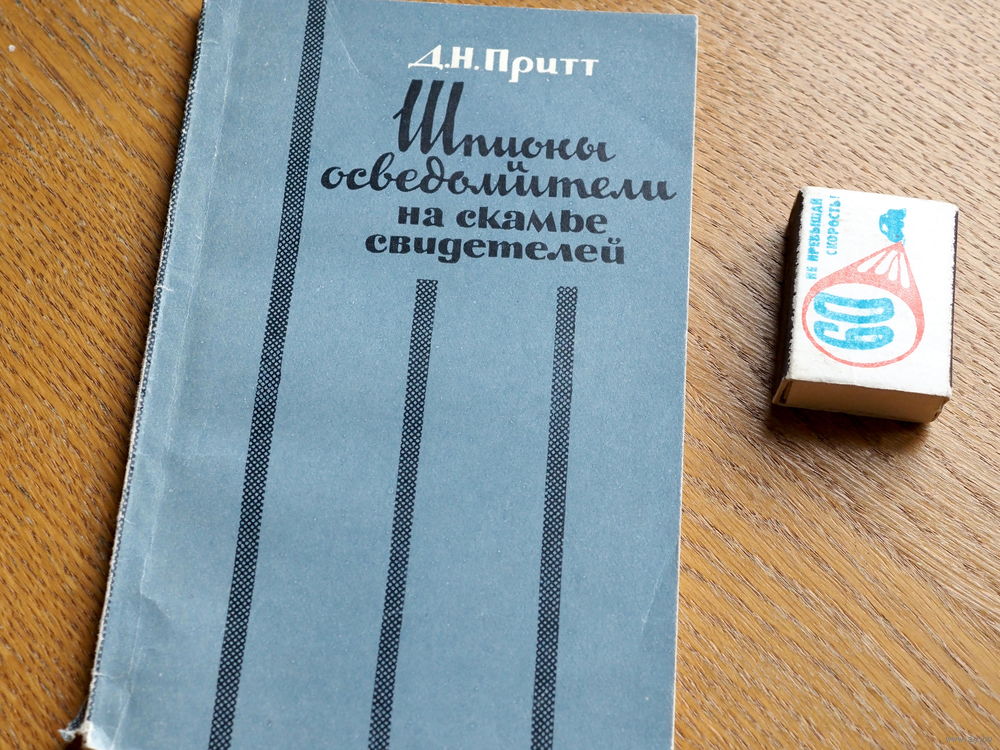 Д.Н. Притт
Шпионы
и
осведомители
на скамье
свидетелей
НЕ ПРЕВЫШАЙ
СКОРОСТЬ!
60